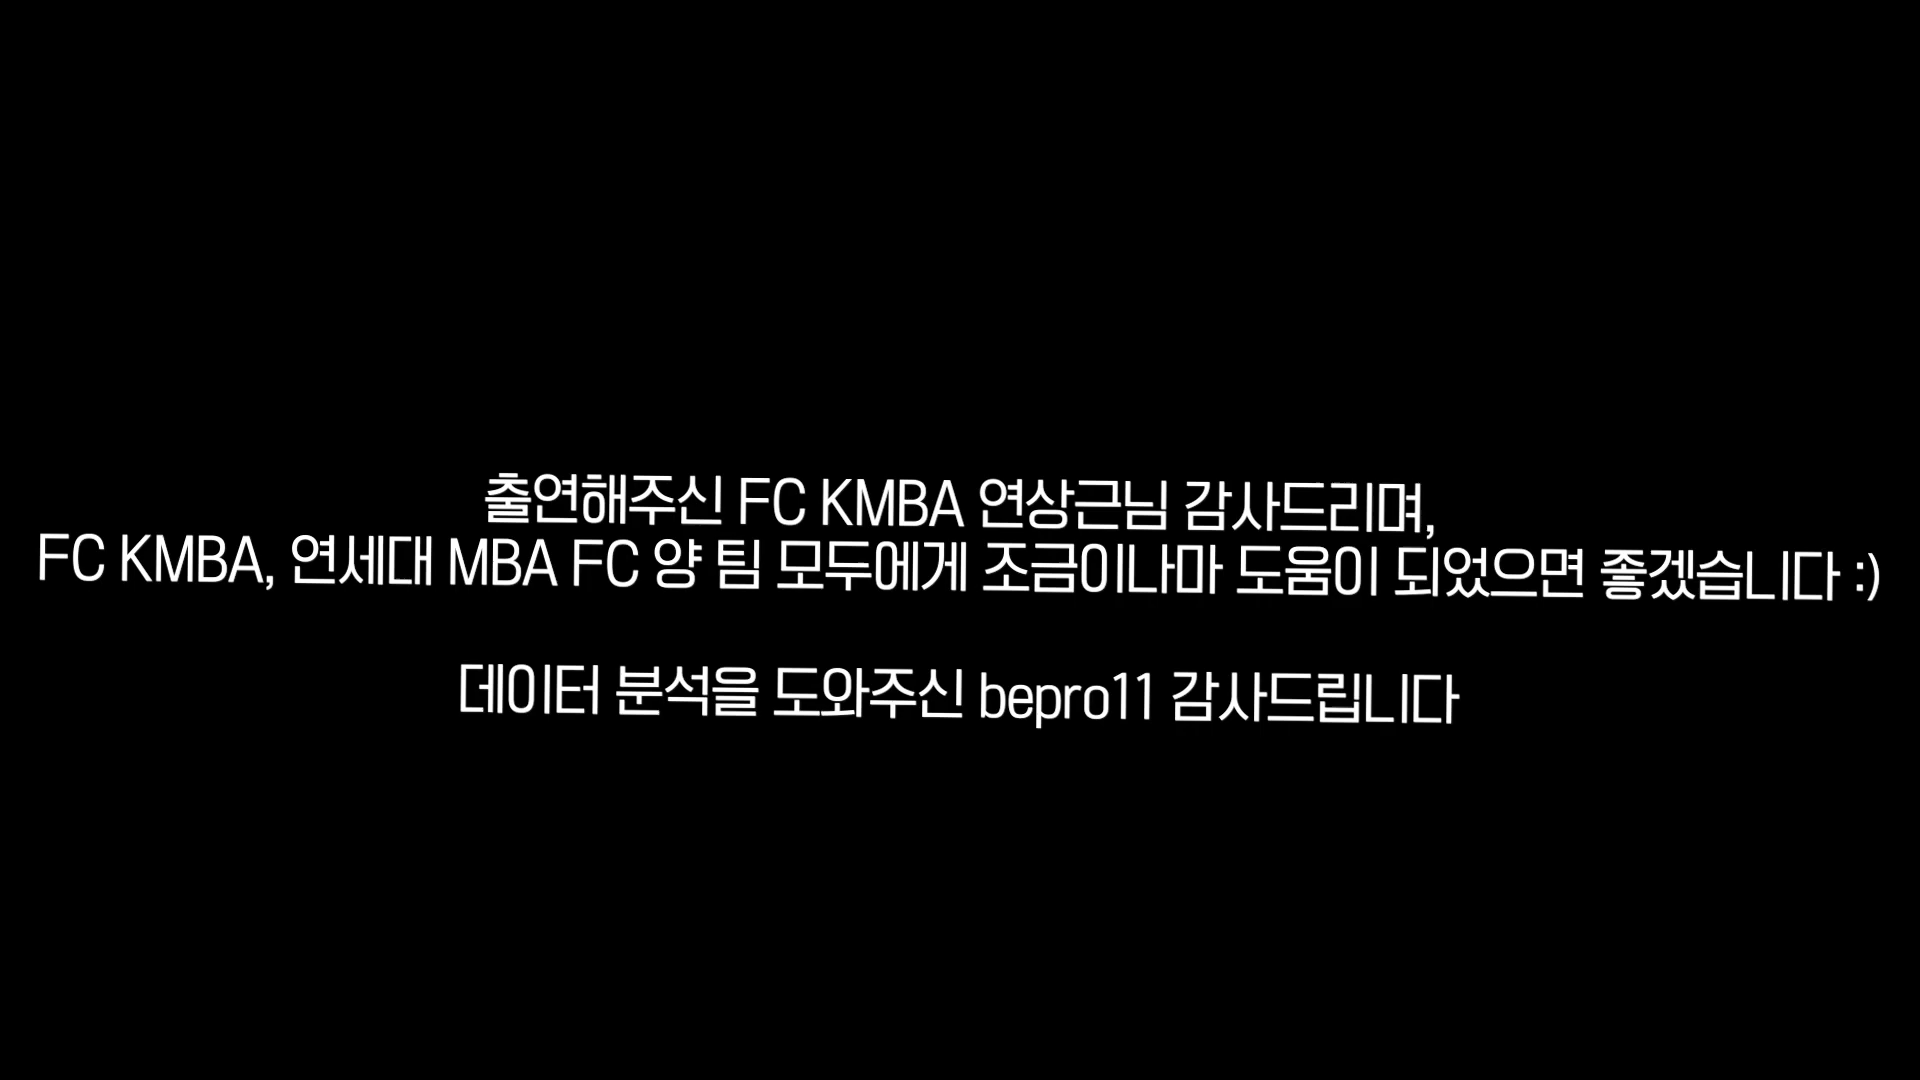 출연해주신 FC KMBA 연상근님 감사드리며,
FC KMBA, 연세대 MBA FC 양 팀 모두에게 조금이나마 도움이 되었으면 좋겠습니다 :)
데이터 분석을 도와주신 bepro11 감사드립니다